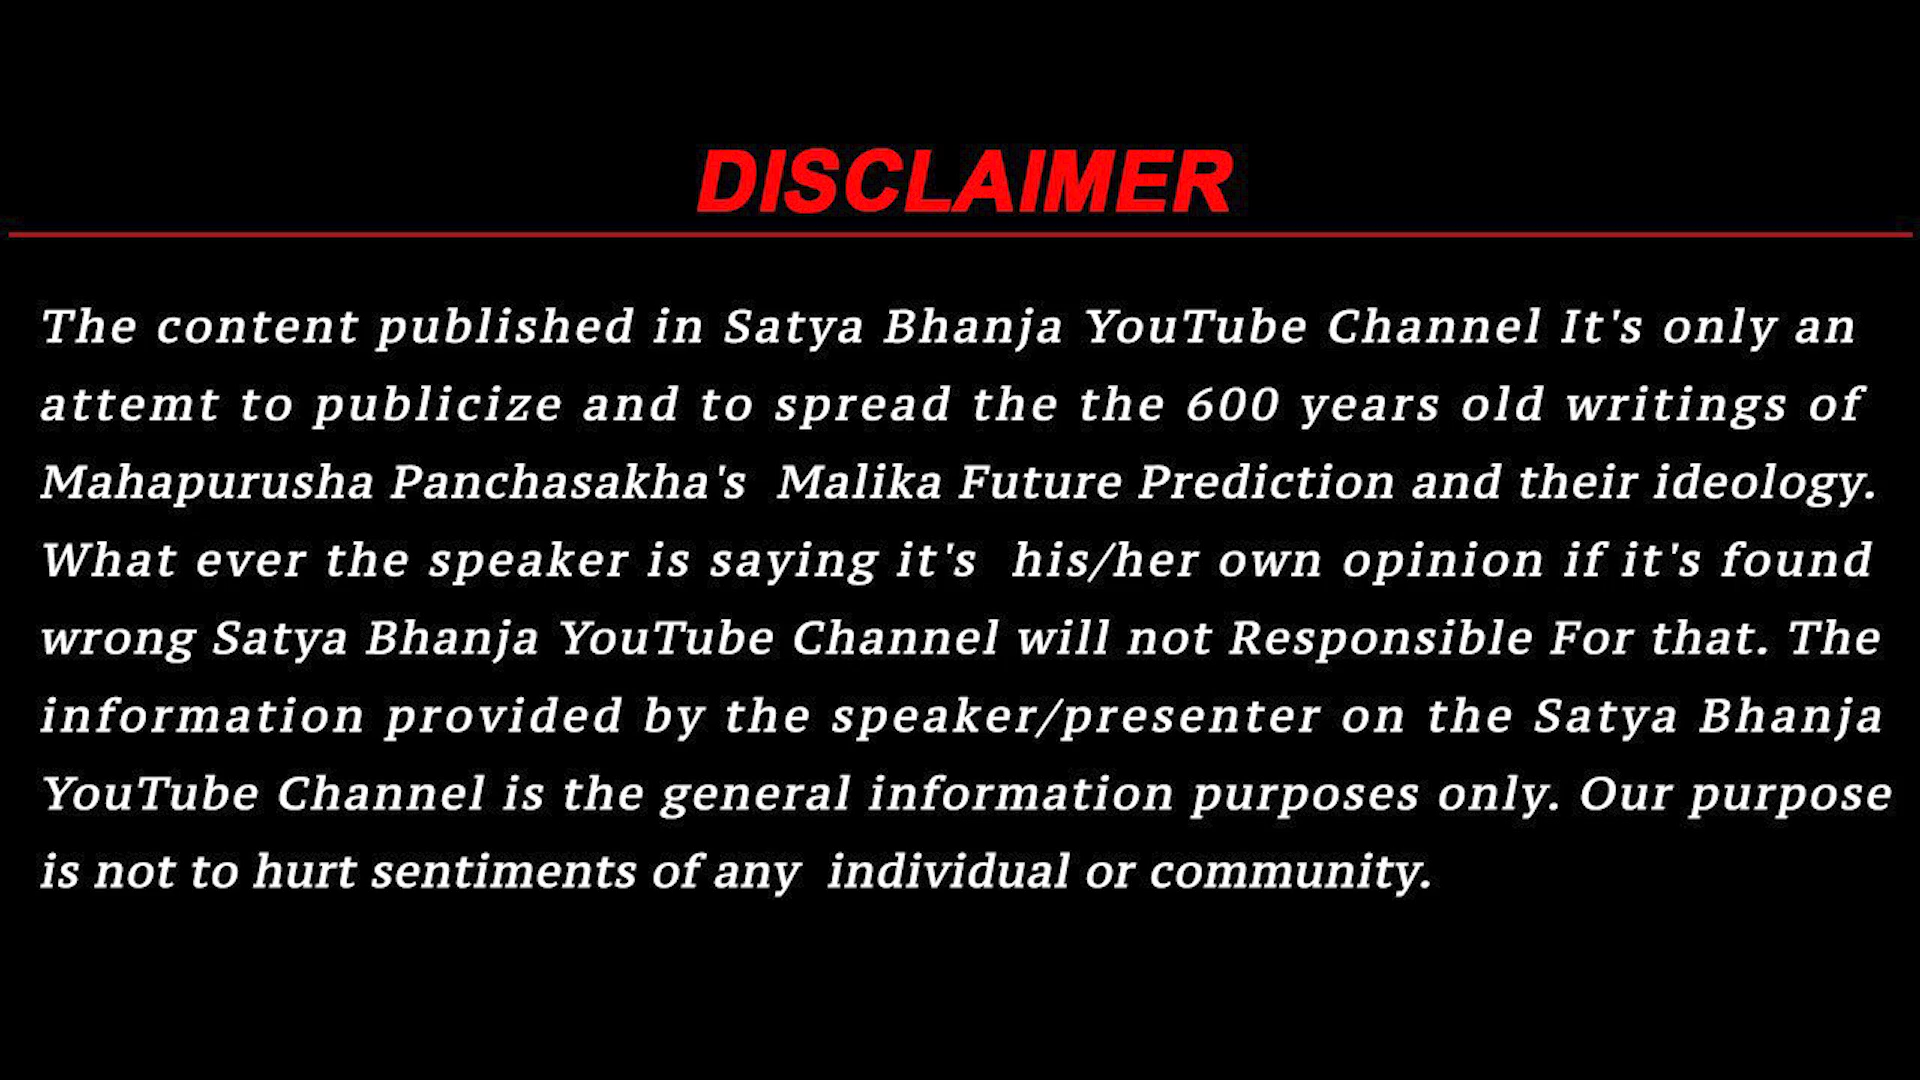 DISCLAIMER
The content published in Satya Bhanja YouTube Channel It's only an
attemt to publicize and to spread the the 600 years old writings of
Mahapurusha Panchasakha's Malika Future Prediction and their ideology.
What ever the speaker is saying it's his/her own opinion if it's found
wrong Satya Bhanja YouTube Channel will not Responsible For that. The
information provided by the speaker/presenter on the Satya Bhanja
YouTube Channel is the general information purposes only. Our purpose
is not to hurt sentiments of any individual or community.